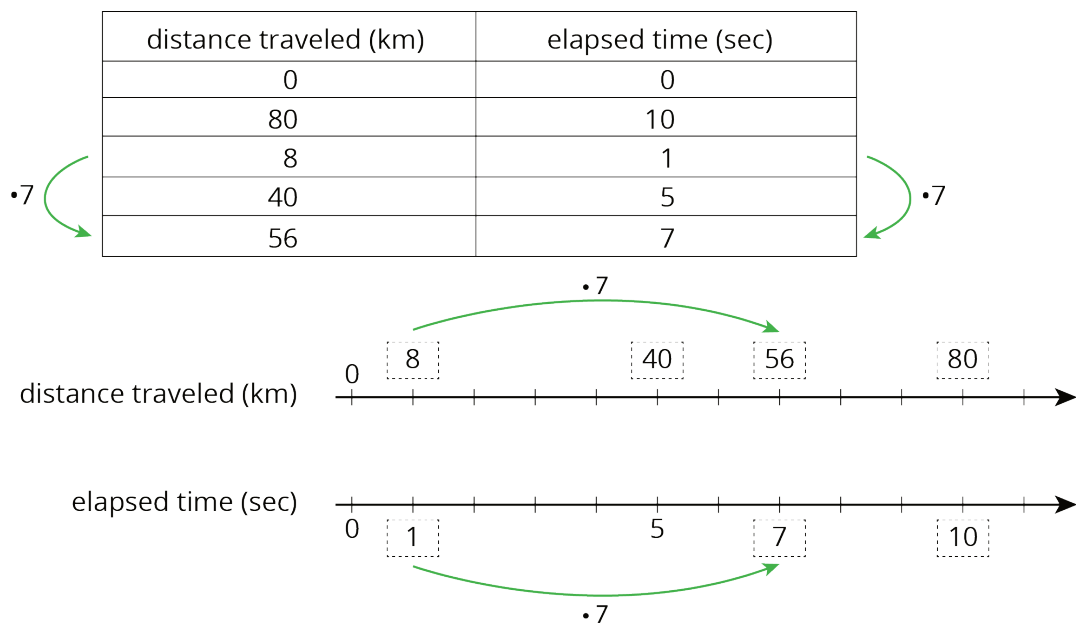 distance traveled (km) elapsed time (sec)
0 0
80 10
8 1
•7 •7
40 5
56 7
• 7
8 40 56 80
0
distance traveled (km)
elapsed time (sec)
0 1 5 7 10
• 7